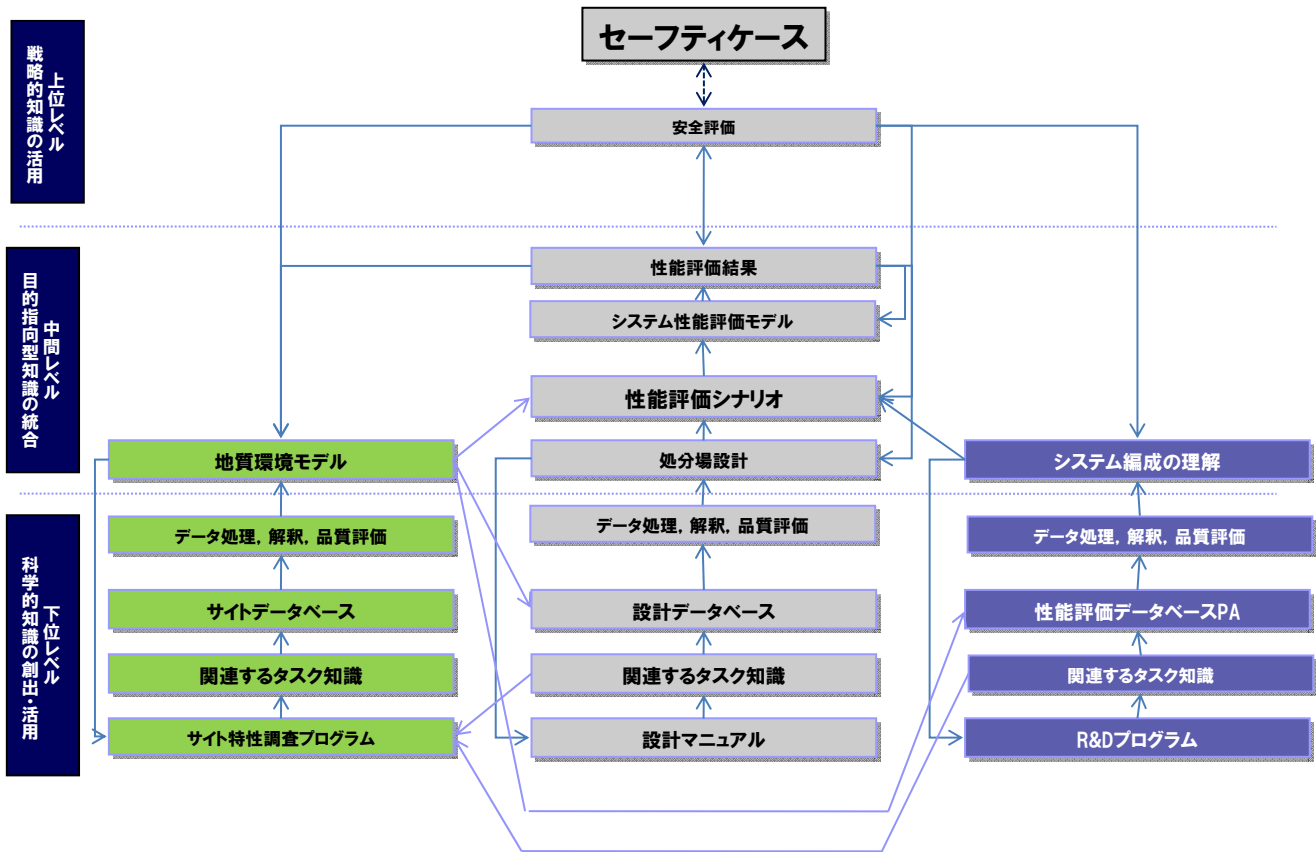 セーフティケース
上位レベル
戦略的知識の活用
安全評価
中間レベル
目的指向型知識の統合
性能評価結果
システム性能評価モデル
性能評価シナリオ
地質環境モデル
処分場設計
システム編成の理解
下位レベル
科学的知識の創出・活用
データ処理, 解釈, 品質評価
データ処理, 解釈, 品質評価
データ処理, 解釈, 品質評価
サイトデータベース
設計データベース
性能評価データベースPA
関連するタスク知識
関連するタスク知識
関連するタスク知識
サイト特性調査プログラム
設計マニュアル
R&Dプログラム